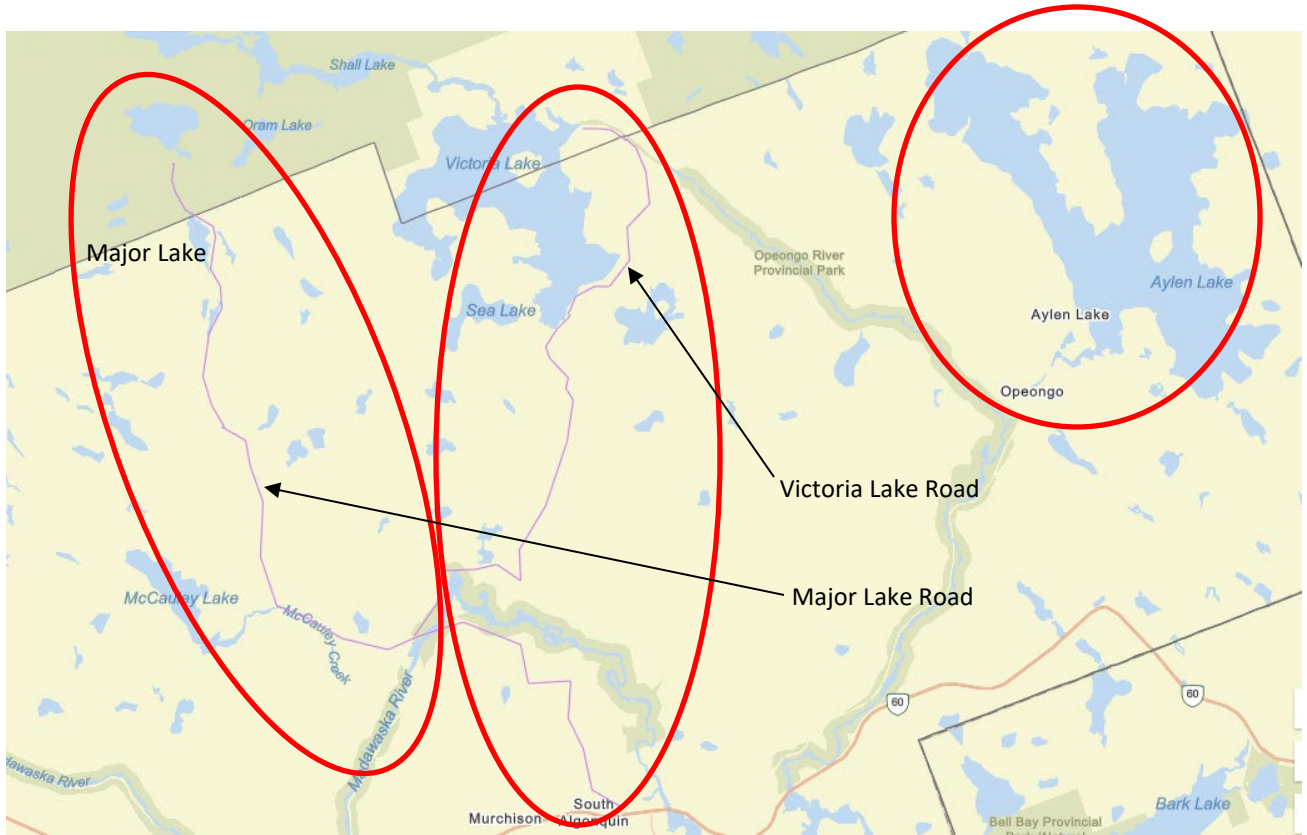 Shall Lake
Oram Lake
Victoria Lake
Major Lake
Opeongo River
Provincial Park
Aylen Lake
Sea Lake
Aylen Lake
Opeongo
Victoria Lake Road
McCauley Lake
Major Lake Road
McCauley
Creek
Madawaska River
60
60
South
Murchison
Algonquin
Bark Lake
Bell Bay Provincial